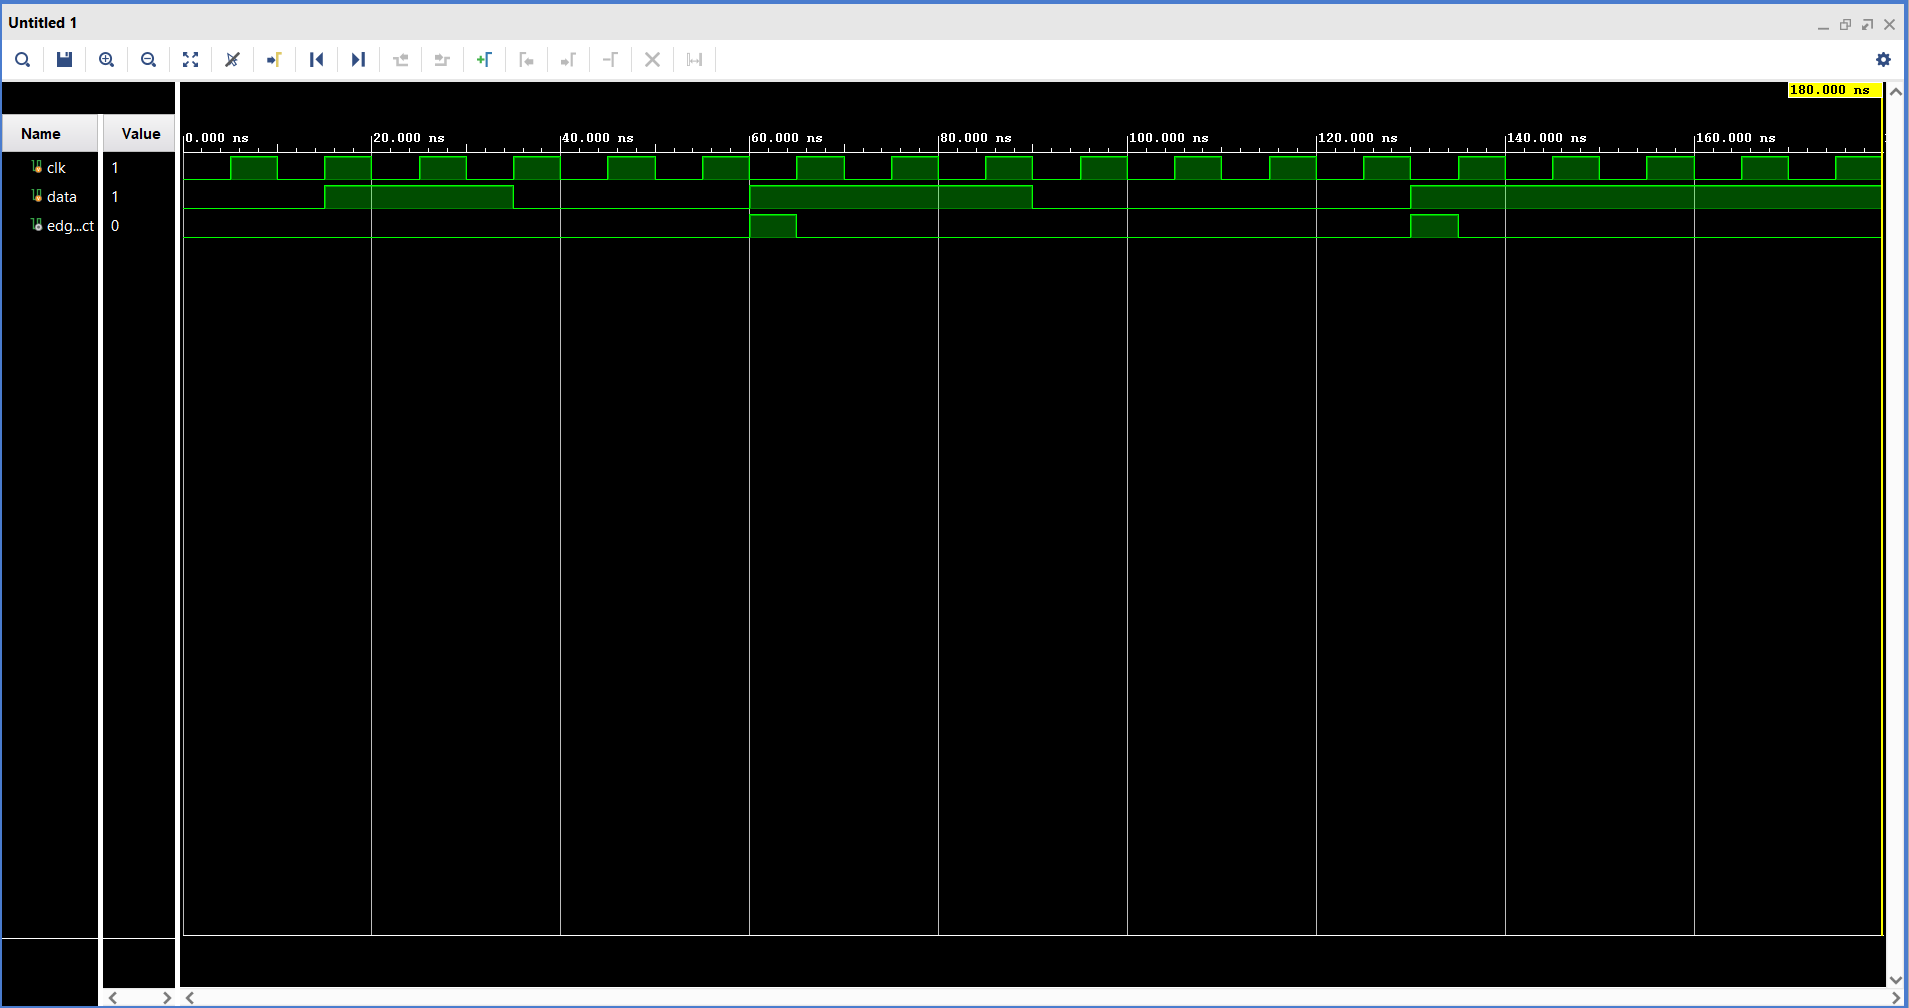 Untitled 1
180.000 ns
Name Value
0.000 ns 20.000 ns 40.000 ns 60.000 ns 80.000 ns 100.000 ns 120.000 ns 140.000 ns 160.000 ns
clk 1
data 1
edg...ct 0